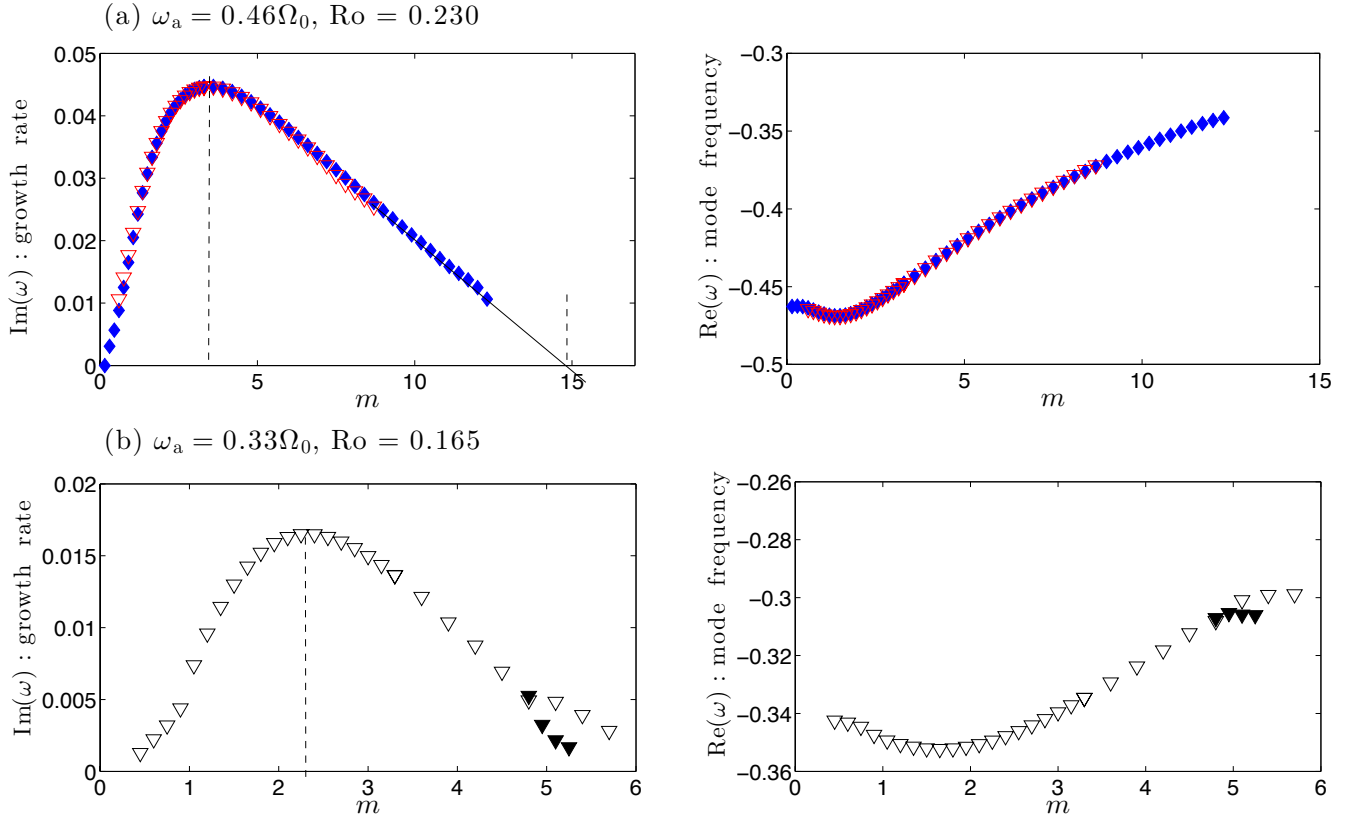 (a) ωa = 0.46Ω0, Ro = 0.230
Im(ω) : growth rate
0.05
0.04
0.03
0.02
0.01
0
0 5 10 15
m
Re(ω) : mode frequency
−0.3
−0.35
−0.4
−0.45
−0.5
0 5 10 15
m
(b) ωa = 0.33Ω0, Ro = 0.165
Im(ω) : growth rate
0.02
0.015
0.01
0.005
0
0 1 2 3 4 5 6
m
Re(ω) : mode frequency
−0.26
−0.28
−0.3
−0.32
−0.34
−0.36
0 1 2 3 4 5 6
m